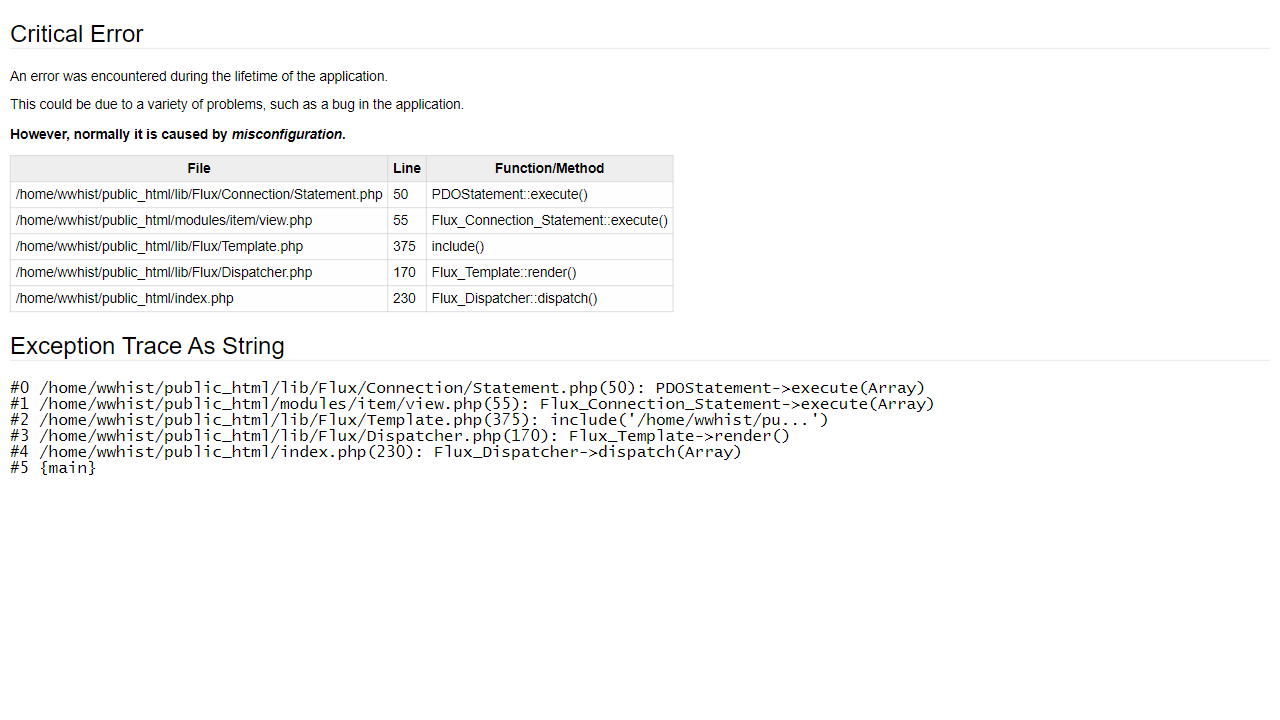 Critical Error
An error was encountered during the lifetime of the application.
This could be due to a variety of problems, such as a bug in the application.
However, normally it is caused by misconfiguration.
File Line Function/Method
/home/wwhist/public_html/lib/Flux/Connection/Statement.php 50 PDOStatement::execute()
/home/wwhist/public_html/modules/item/view.php 55 Flux_Connection_Statement::execute()
/home/wwhist/public_html/lib/Flux/Template.php 375 include()
/home/wwhist/public_html/lib/Flux/Dispatcher.php 170 Flux_Template::render()
/home/wwhist/public_html/index.php 230 Flux_Dispatcher::dispatch()
Exception Trace As String
#0 /home/wwhist/public_html/lib/Flux/Connection/Statement.php(50): PDOStatement->execute(Array)
#1 /home/wwhist/public_html/modules/item/view.php(55): Flux_Connection_Statement->execute(Array)
#2 /home/wwhist/public_html/lib/Flux/Template.php(375): include('/home/wwhist/pu...')
#3 /home/wwhist/public_html/lib/Flux/Dispatcher.php(170): Flux_Template->render()
#4 /home/wwhist/public_html/index.php(230): Flux_Dispatcher->dispatch(Array)
#5 {main}